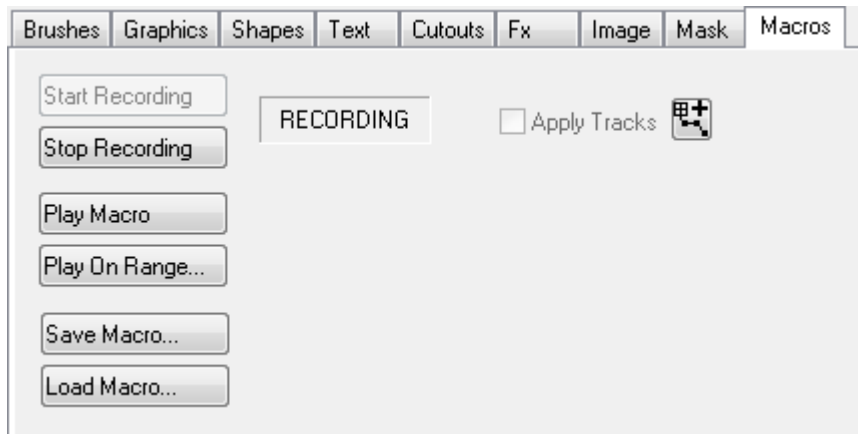 Brushes Graphics Shapes Text Cutouts Fx Image Mask Macros
Start Recording
RECORDING
Apply Tracks
Stop Recording
Play Macro
Play On Range...
Save Macro...
Load Macro...